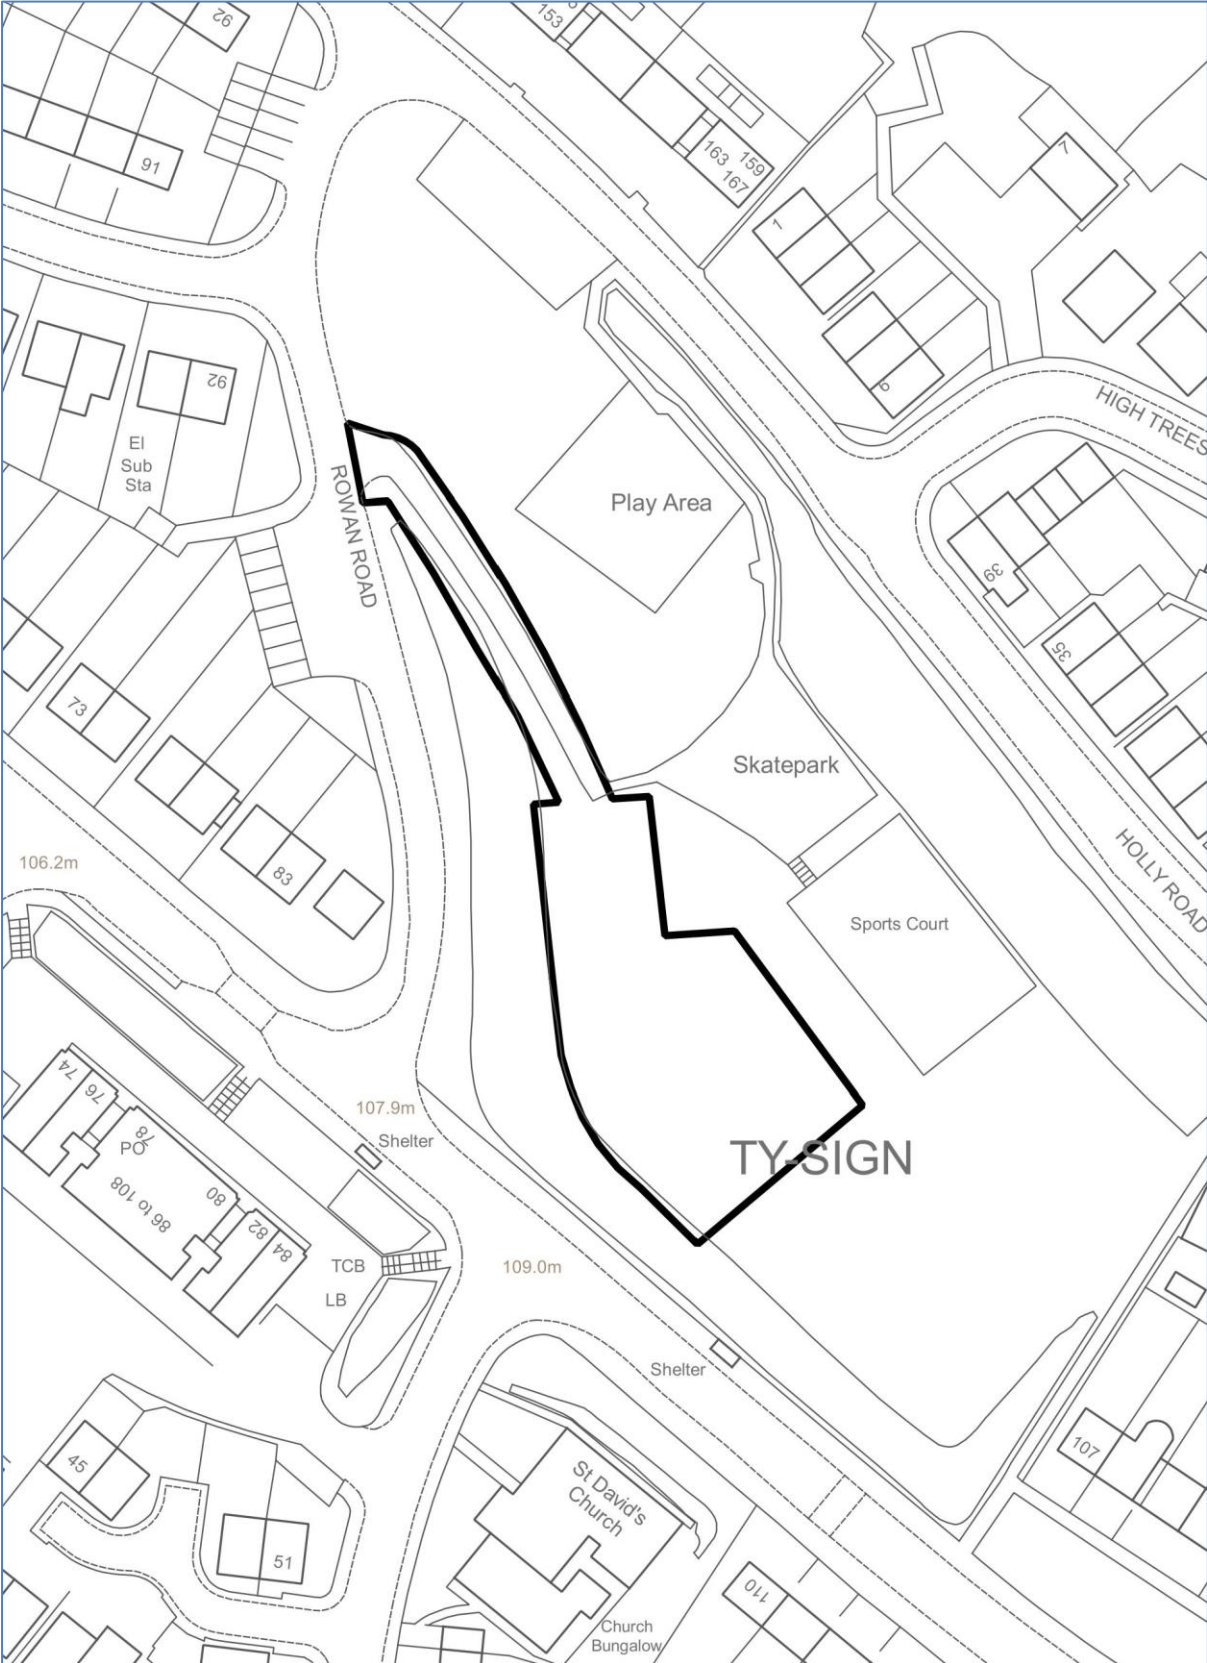 92
153
91
163
159
167
1
7
6
92
El
Sub
Sta
ROWAN ROAD
Play Area
HIGH TREES
39
35
73
83
Skatepark
HOLLY ROAD
Sports Court
106.2m
107.9m
Shelter
74
76
78
PO
80
86 to 108
82
84
TCB
LB
109.0m
TY-SIGN
Shelter
107
45
51
St David's
Church
110
Church
Bungalow